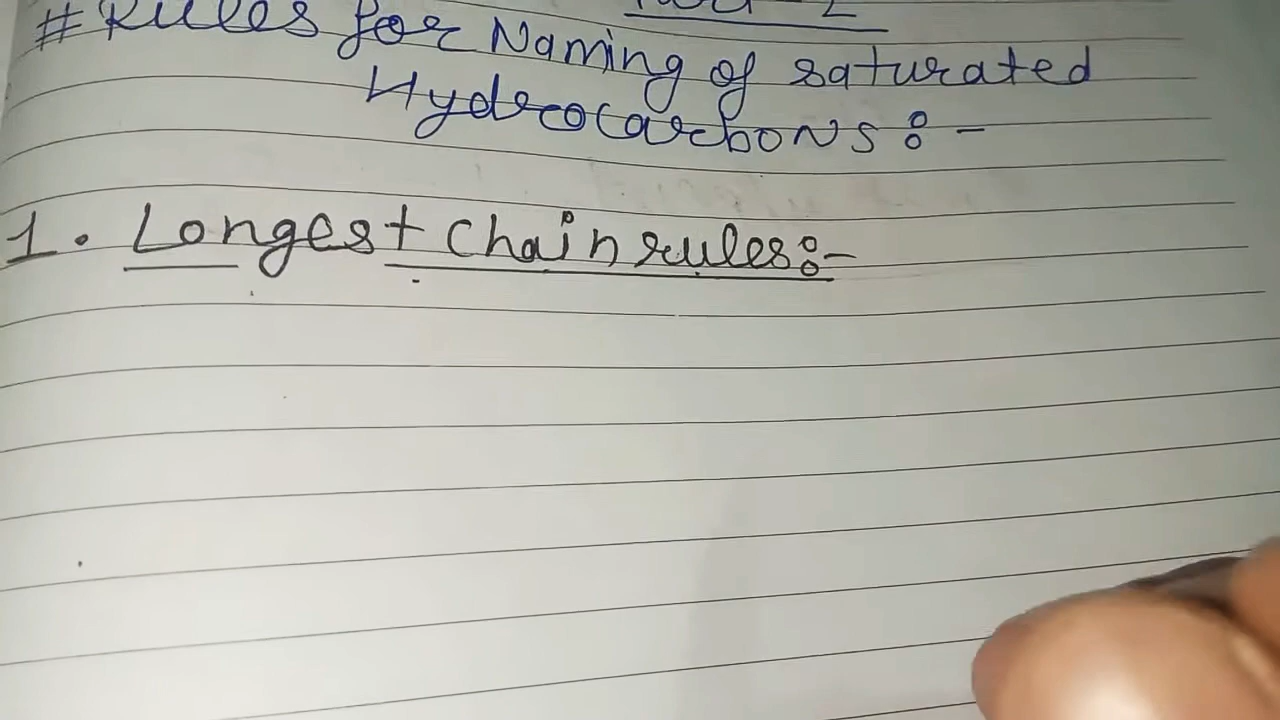 # Rules for Naming of saturated
Hydrocarbons :-
1. Longest chain rules :-